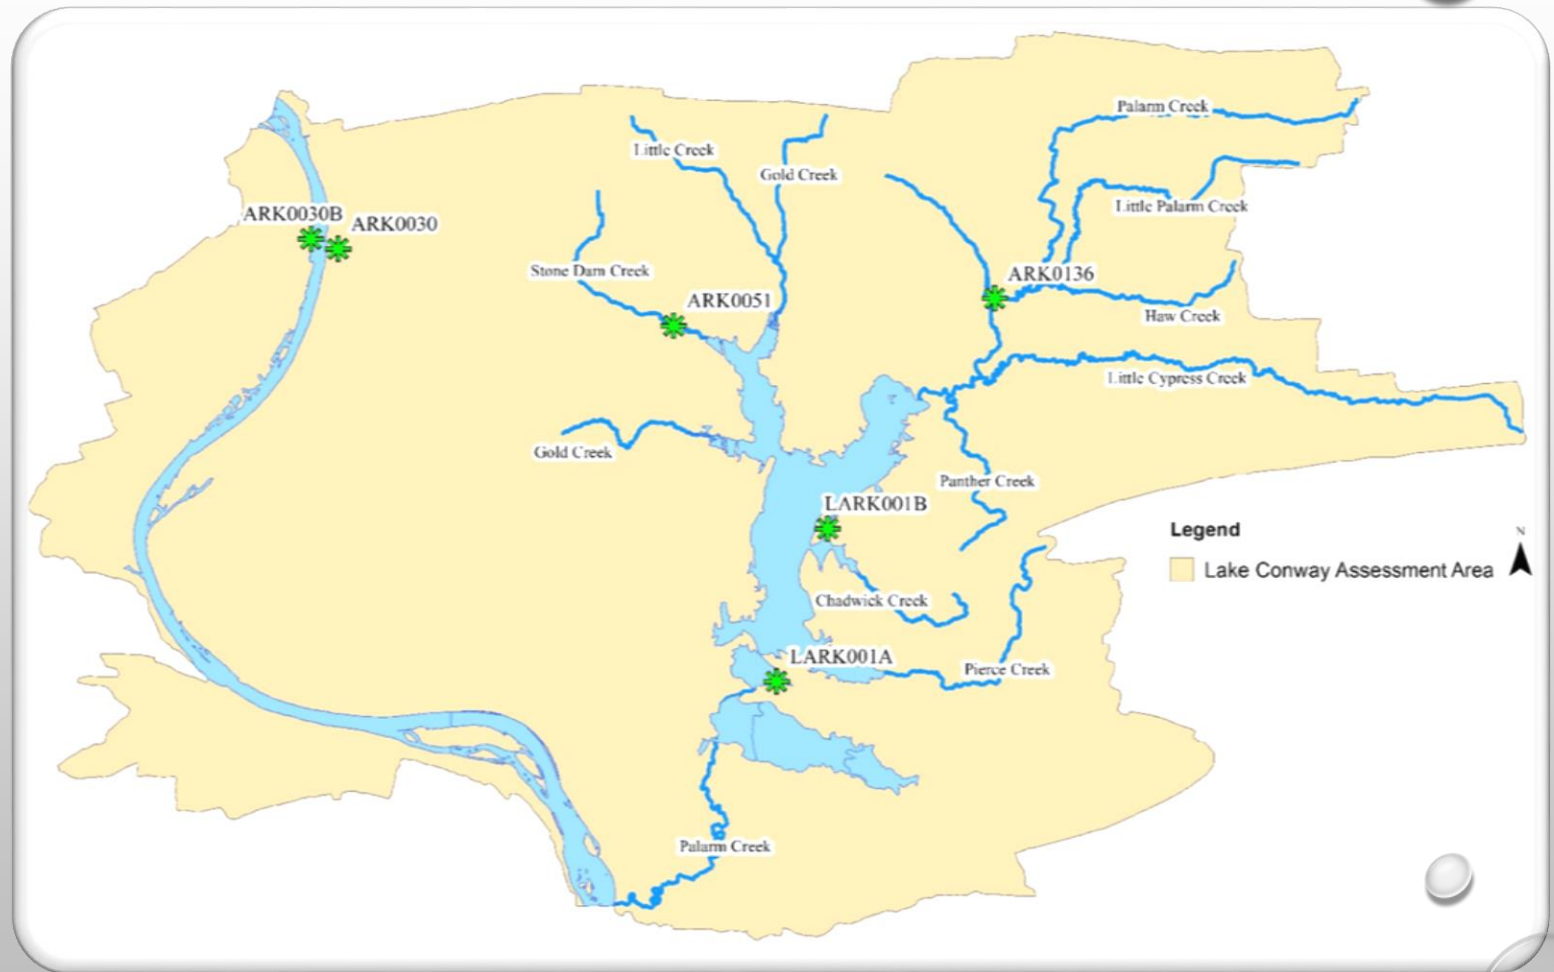 Palarm Creek
Little Creek
Gold Creek
Little Palarm Creek
ARK0030B
ARK0030
Stone Dam Creek
ARK0136
ARK0051
Haw Creek
Little Cypress Creek
Gold Creek
Panther Creek
LARK001B
Legend
N
Lake Conway Assessment Area
Chadwick Creek
LARK001A
Pierce Creek
Palarm Creek